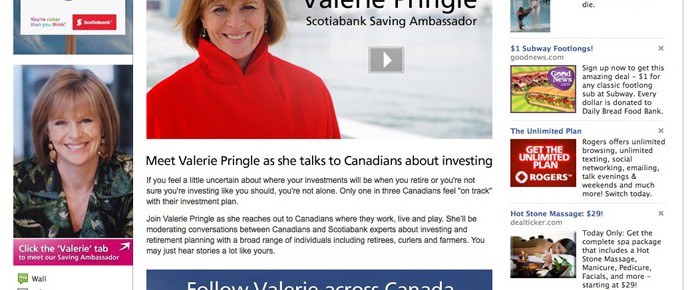 You're richer
than you think.®
Scotiabank
Click the 'Valerie' tab
to meet our Saving Ambassador
Wall
Valerie Pringle
Scotiabank Saving Ambassador
Meet Valerie Pringle as she talks to Canadians about investing
If you feel a little uncertain about where your investments will be when you retire or you're not
sure you're investing like you should, you're not alone. Only one in three Canadians feel "on track"
with their investment plan.
Join Valerie Pringle as she reaches out to Canadians where they work, live and play. She'll be
moderating conversations between Canadians and Scotiabank experts about investing and
retirement planning with a broad range of individuals including retirees, curlers and farmers. You
may just hear stories a lot like yours.
Follow Valerie across Canada
die.
$1 Subway Footlongs!
goodnews.com
Good
News
Sign up now to get this
amazing deal - $1 for
any classic footlong
sub at Subway. Every
dollar is donated to
Daily Bread Food Bank.
The Unlimited Plan
GET THE
UNLIMITED
PLAN
ROGERS
Rogers offers unlimited
browsing, unlimited
texting, social
networking, emailing,
talk evenings &
weekends and much
more! Switch today.
Hot Stone Massage: $29!
dealticker.com
Today Only: Get the
complete spa package
that includes a Hot
Stone Massage,
Manicure, Pedicure,
Facials, and more -
starting at $29!